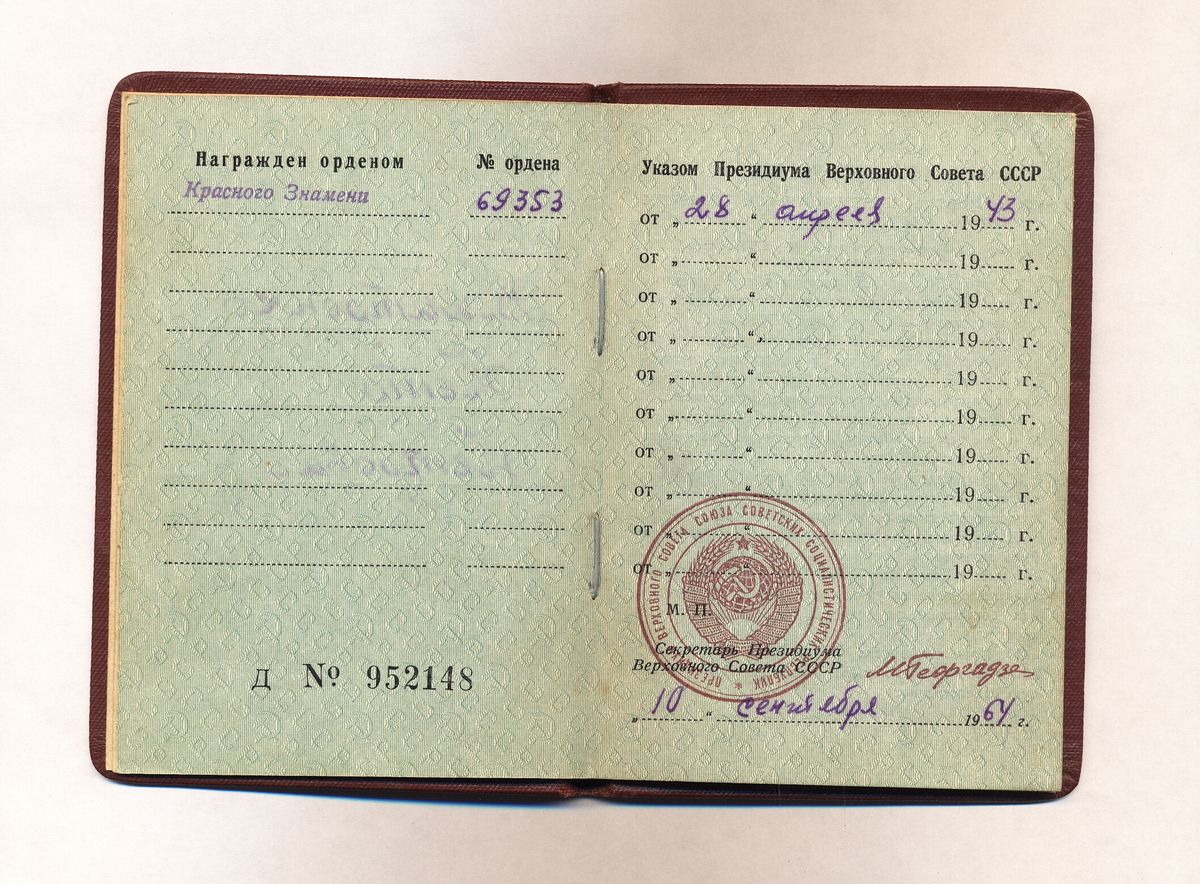 Награжден орденом № ордена
Красного Знамени 69353
Д № 952148
Указом Президиума Верховного Совета СССР
от „ 28 “ апреля 1943 г.
от „ “ 19 г.
от „ “ 19 г.
от „ “ 19 г.
от „ “ 19 г.
от „ “ 19 г.
от „ “ 19 г.
от „ “ 19 г.
от „ “ 19 г.
от „ “ 19 г.
ПРЕЗИДИУМ ВЕРХОВНОГО СОВЕТА СОЮЗА СОВЕТСКИХ СОЦИАЛИСТИЧЕСКИХ РЕСПУБЛИК *
М. П.
Секретарь Президиума
Верховного Совета СССР МГеоргадзе
„ 10 “ сентября 1964 г.